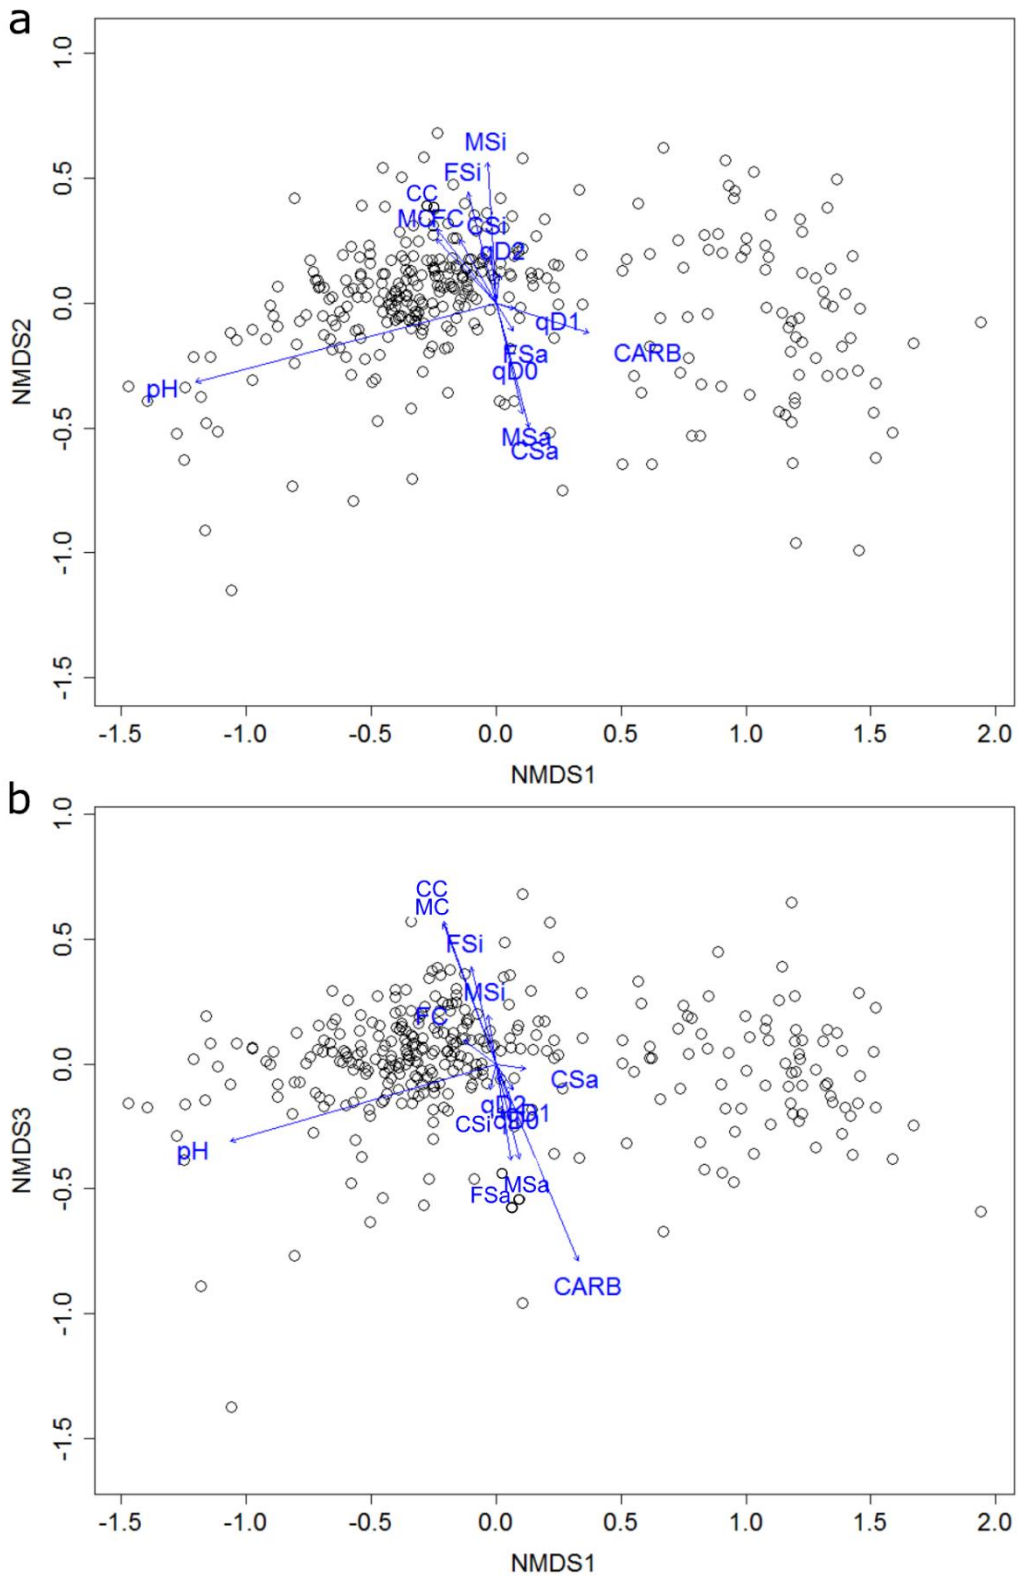 a
1.0
0.5
0.0
-0.5
-1.0
-1.5
NMDS2
MSi
FSi
CC
MC FC
CSi
qD2
qD1
CARB
FSa
qD0
pH
MSa
CSa
-1.5 -1.0 -0.5 0.0 0.5 1.0 1.5 2.0
NMDS1
b
1.0
0.5
0.0
-0.5
-1.0
-1.5
NMDS3
CC
MC
FSi
MSi
FC
CSa
qD2
qD1
CSi qD0
pH
MSa
FSa
CARB
-1.5 -1.0 -0.5 0.0 0.5 1.0 1.5 2.0
NMDS1